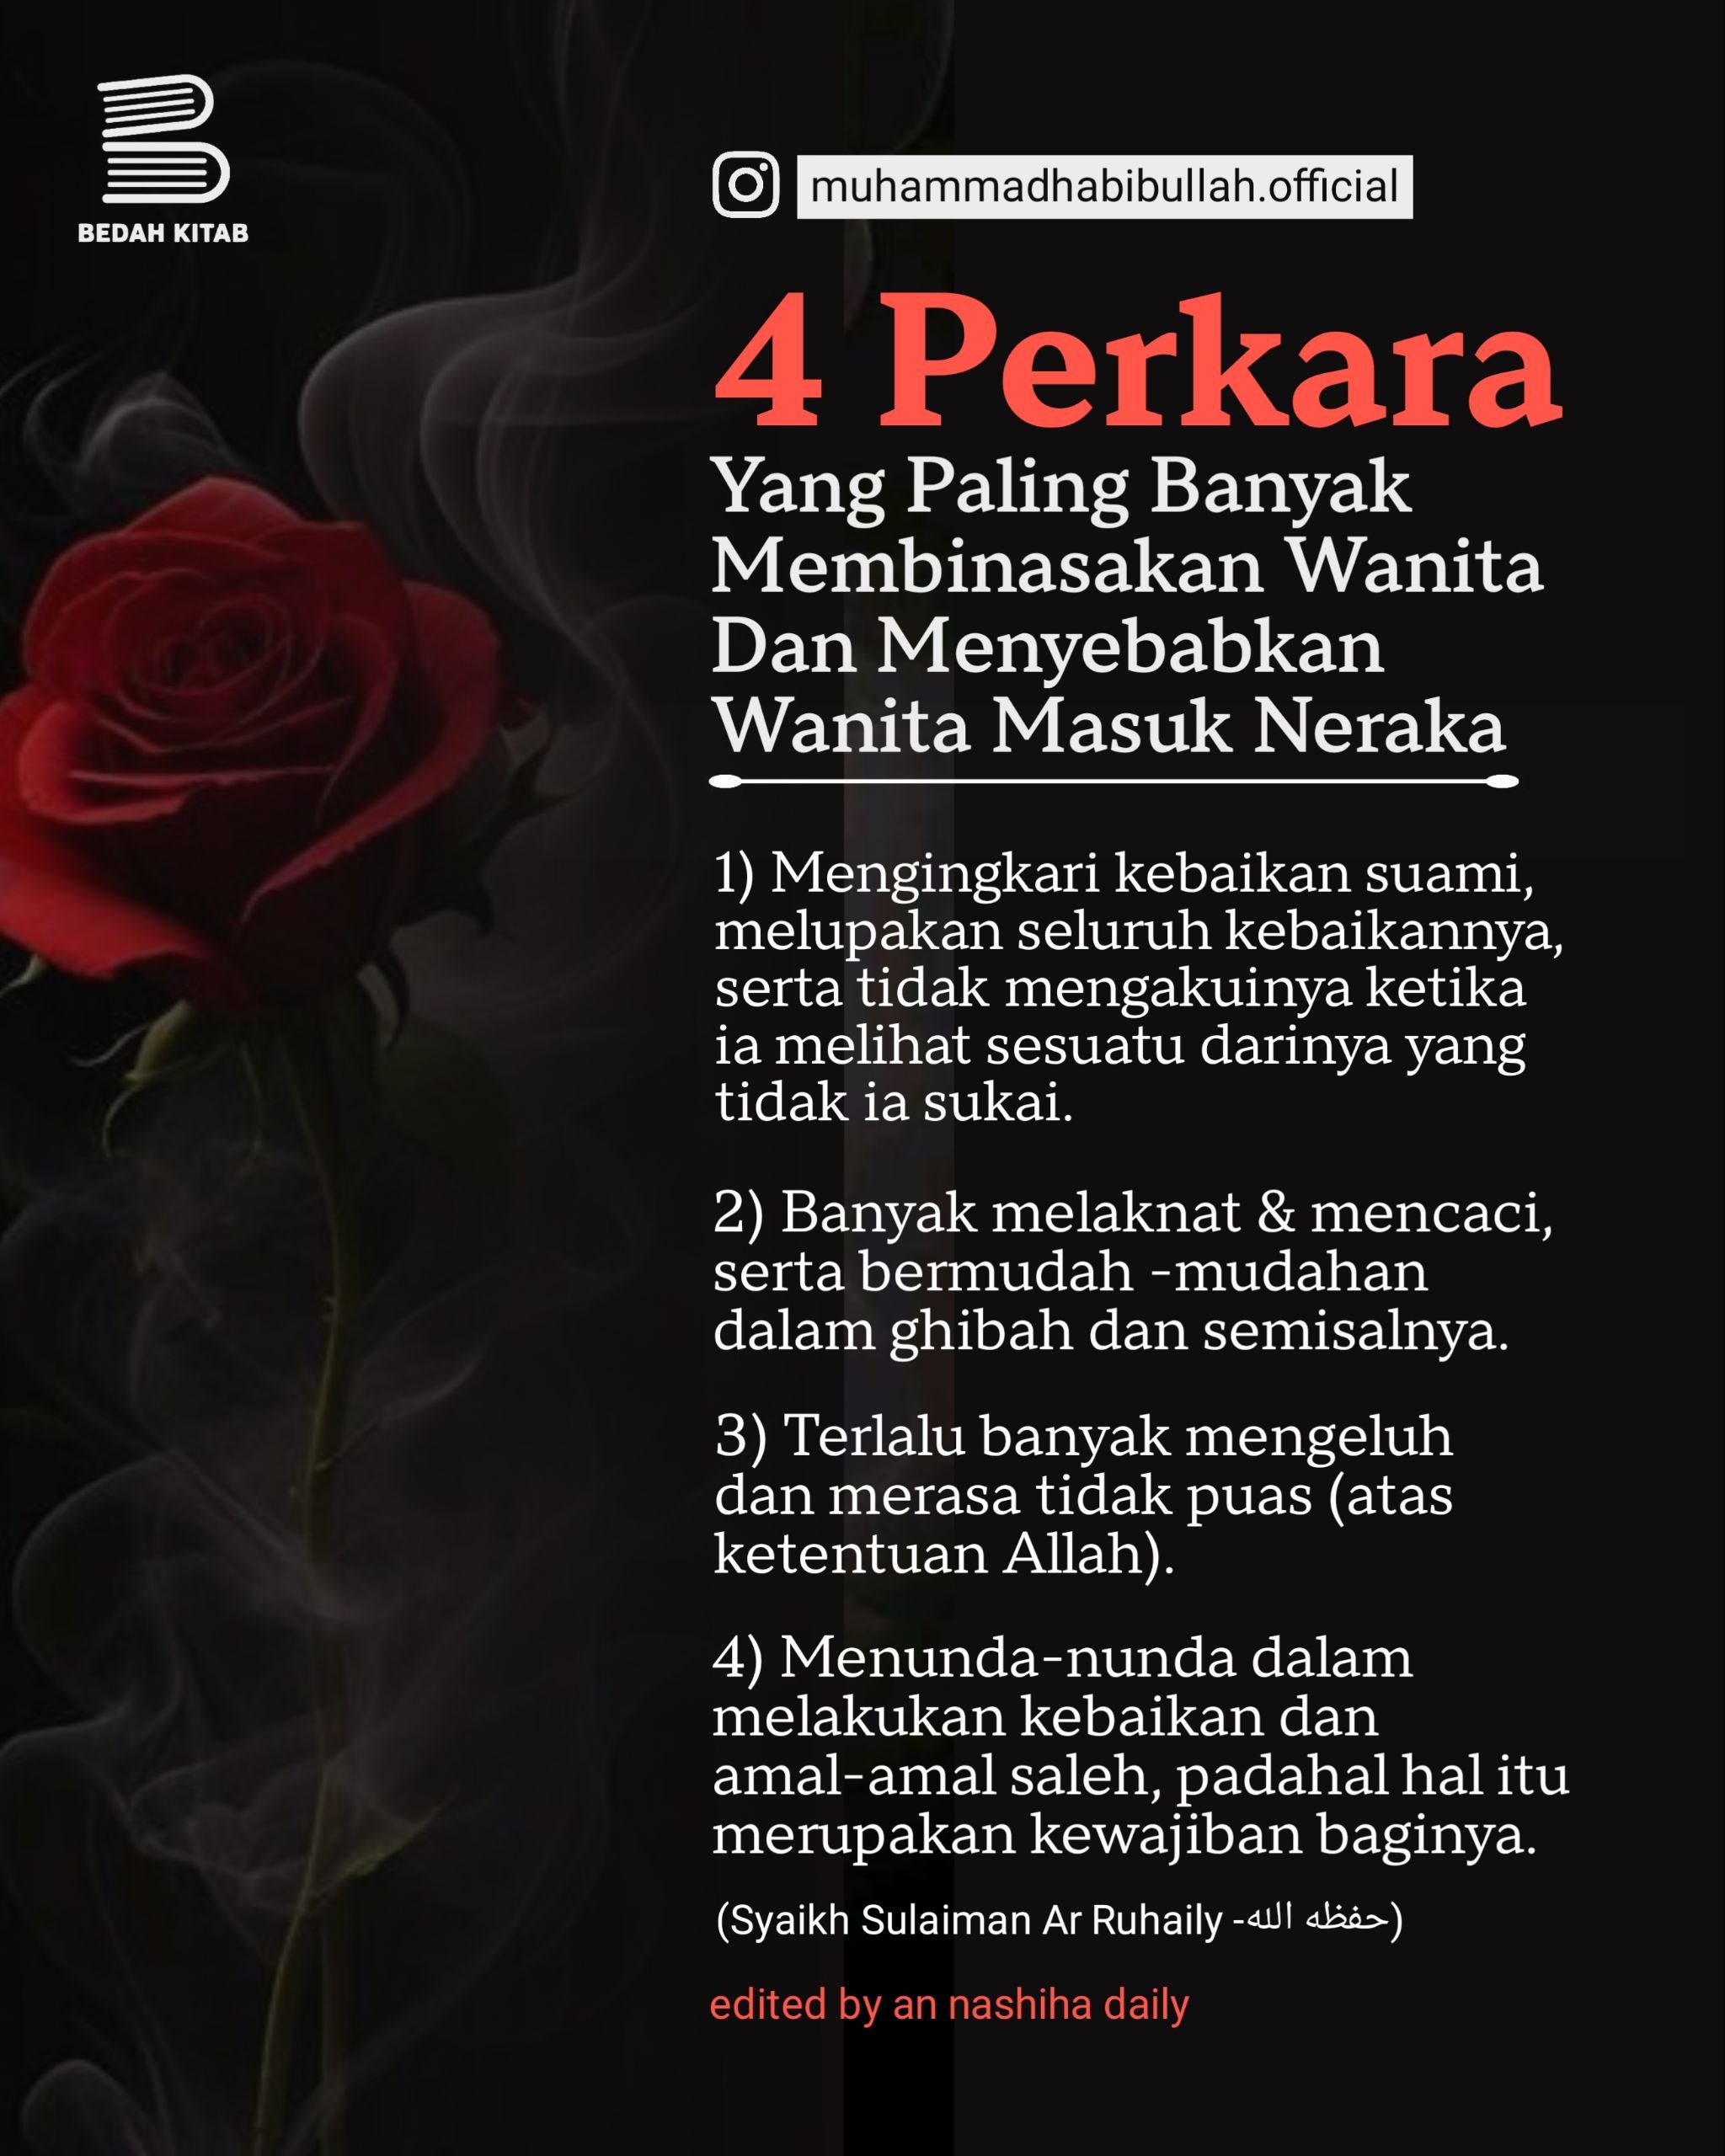 BEDAH KITAB
muhammadhabibullah.official
4 Perkara
Yang Paling Banyak
Membinasakan Wanita
Dan Menyebabkan
Wanita Masuk Neraka
1) Mengingkari kebaikan suami,
melupakan seluruh kebaikannya,
serta tidak mengakuinya ketika
ia melihat sesuatu darinya yang
tidak ia sukai.
2) Banyak melaknat & mencaci,
serta bermudah -mudahan
dalam ghibah dan semisalnya.
3) Terlalu banyak mengeluh
dan merasa tidak puas (atas
ketentuan Allah).
4) Menunda-nunda dalam
melakukan kebaikan dan
amal-amal saleh, padahal hal itu
merupakan kewajiban baginya.
(Syaikh Sulaiman Ar Ruhaily -حفظه الله)
edited by an nashiha daily